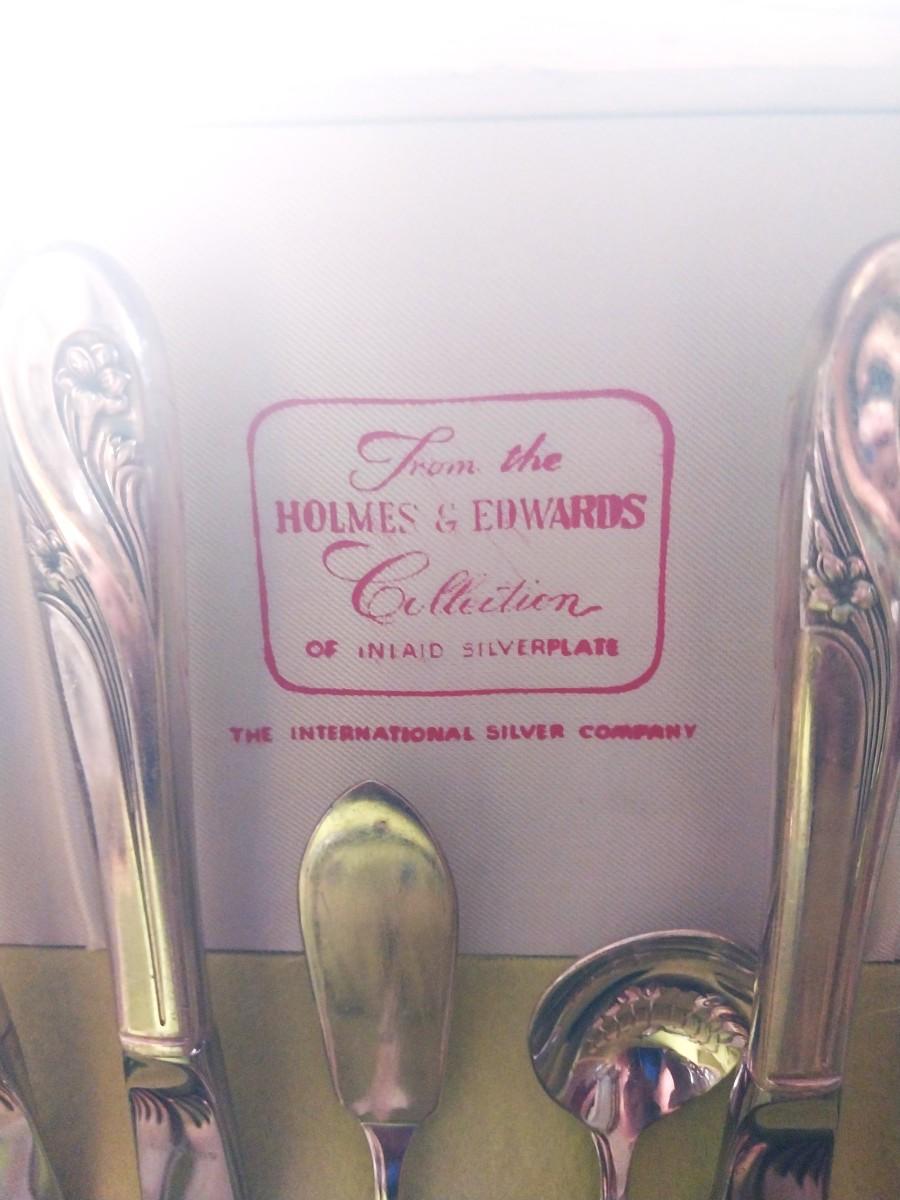 From the
HOLMES & EDWARDS
Collection
OF INLAID SILVERPLATE
THE INTERNATIONAL SILVER COMPANY